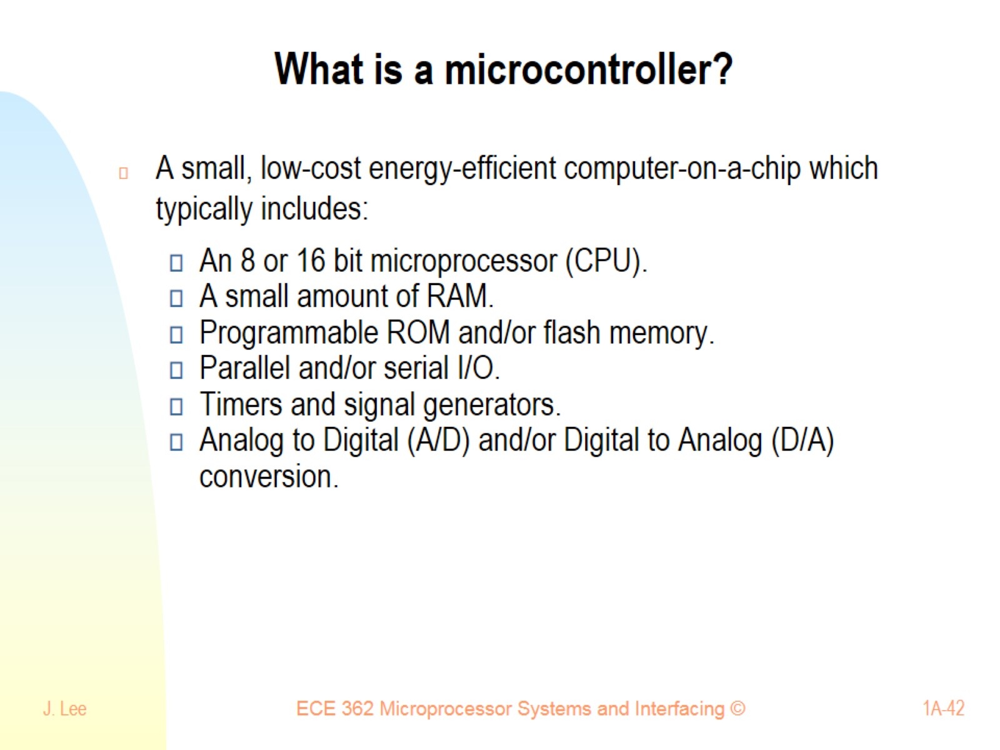 What is a microcontroller?
A small, low-cost energy-efficient computer-on-a-chip which
typically includes:
An 8 or 16 bit microprocessor (CPU).
A small amount of RAM.
Programmable ROM and/or flash memory.
Parallel and/or serial I/O.
Timers and signal generators.
Analog to Digital (A/D) and/or Digital to Analog (D/A)
conversion.
J. Lee
ECE 362 Microprocessor Systems and Interfacing ©
1A-42